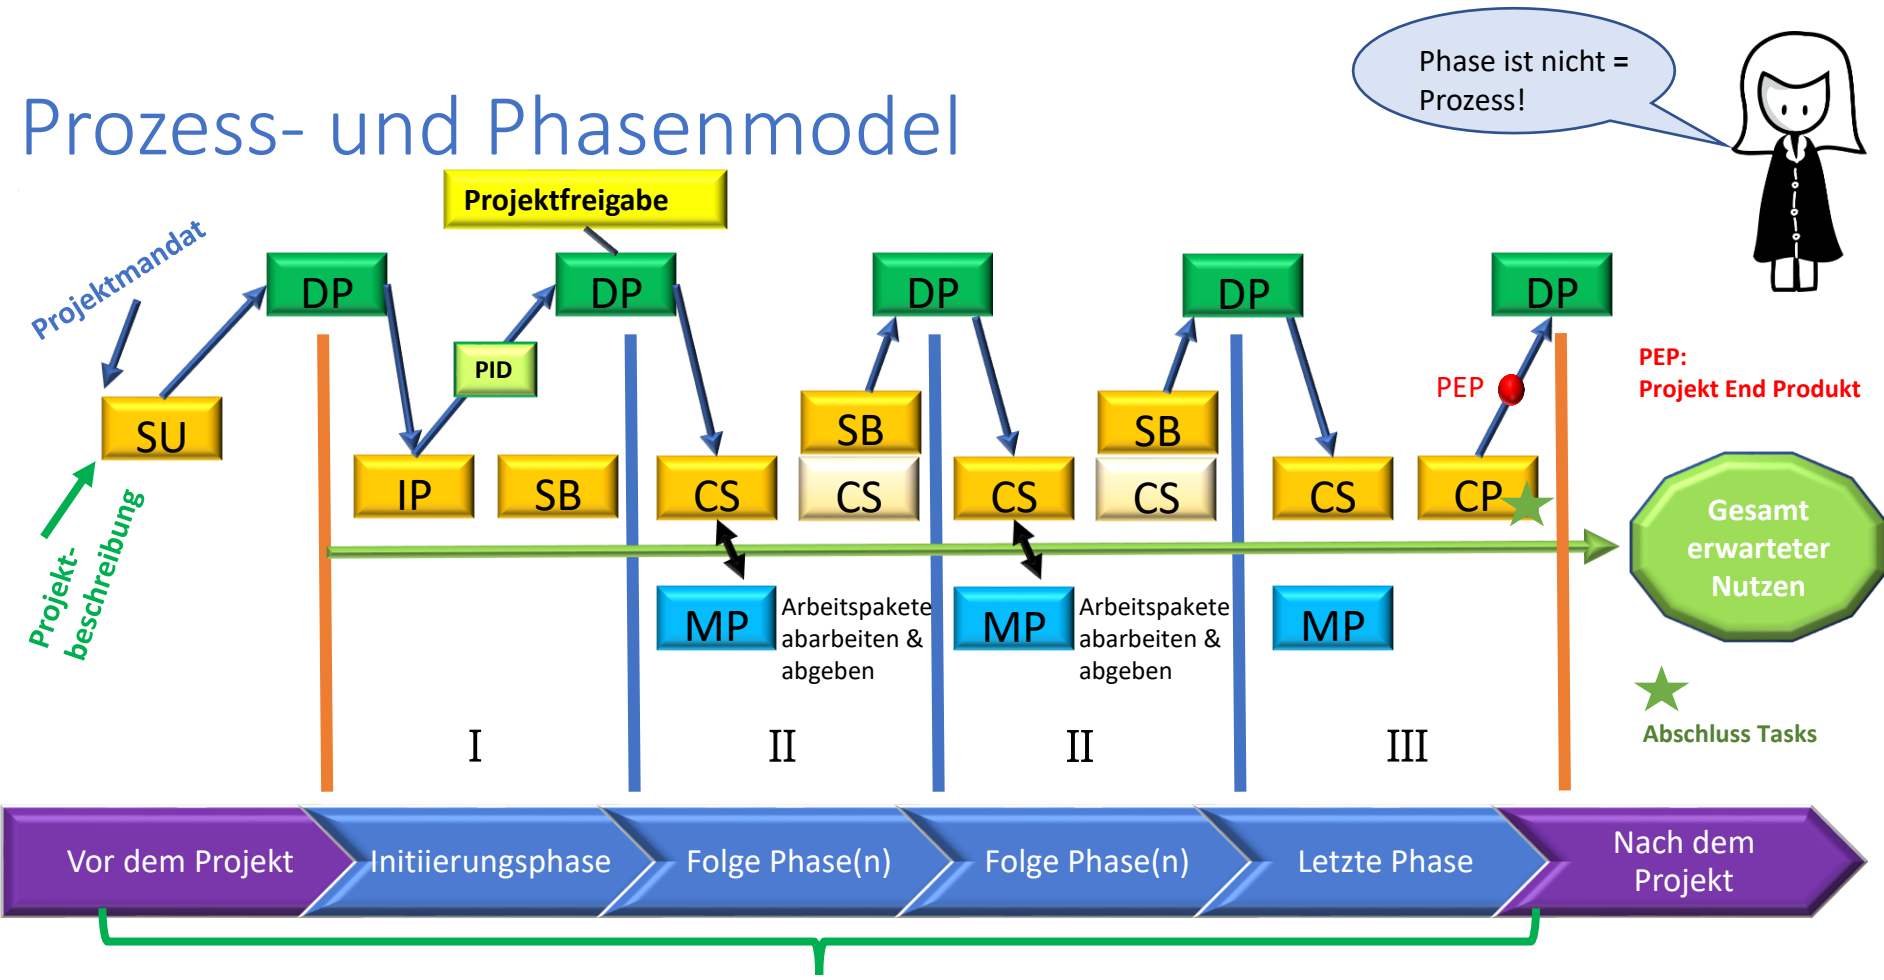 Phase ist nicht =
Prozess!
Prozess- und Phasenmodel
Projektfreigabe
Projektmandat
DP
DP
DP
DP
DP
PID
PEP
PEP:
Projekt End Produkt
SU
SB
SB
IP
SB
CS
CS
CS
CS
CS
CP
Projekt-
beschreibung
Gesamt
erwarteter
Nutzen
MP
Arbeitspakete
abarbeiten &
abgeben
MP
Arbeitspakete
abarbeiten &
abgeben
MP
Abschluss Tasks
I
II
II
III
Vor dem Projekt
Initiierungsphase
Folge Phase(n)
Folge Phase(n)
Letzte Phase
Nach dem
Projekt